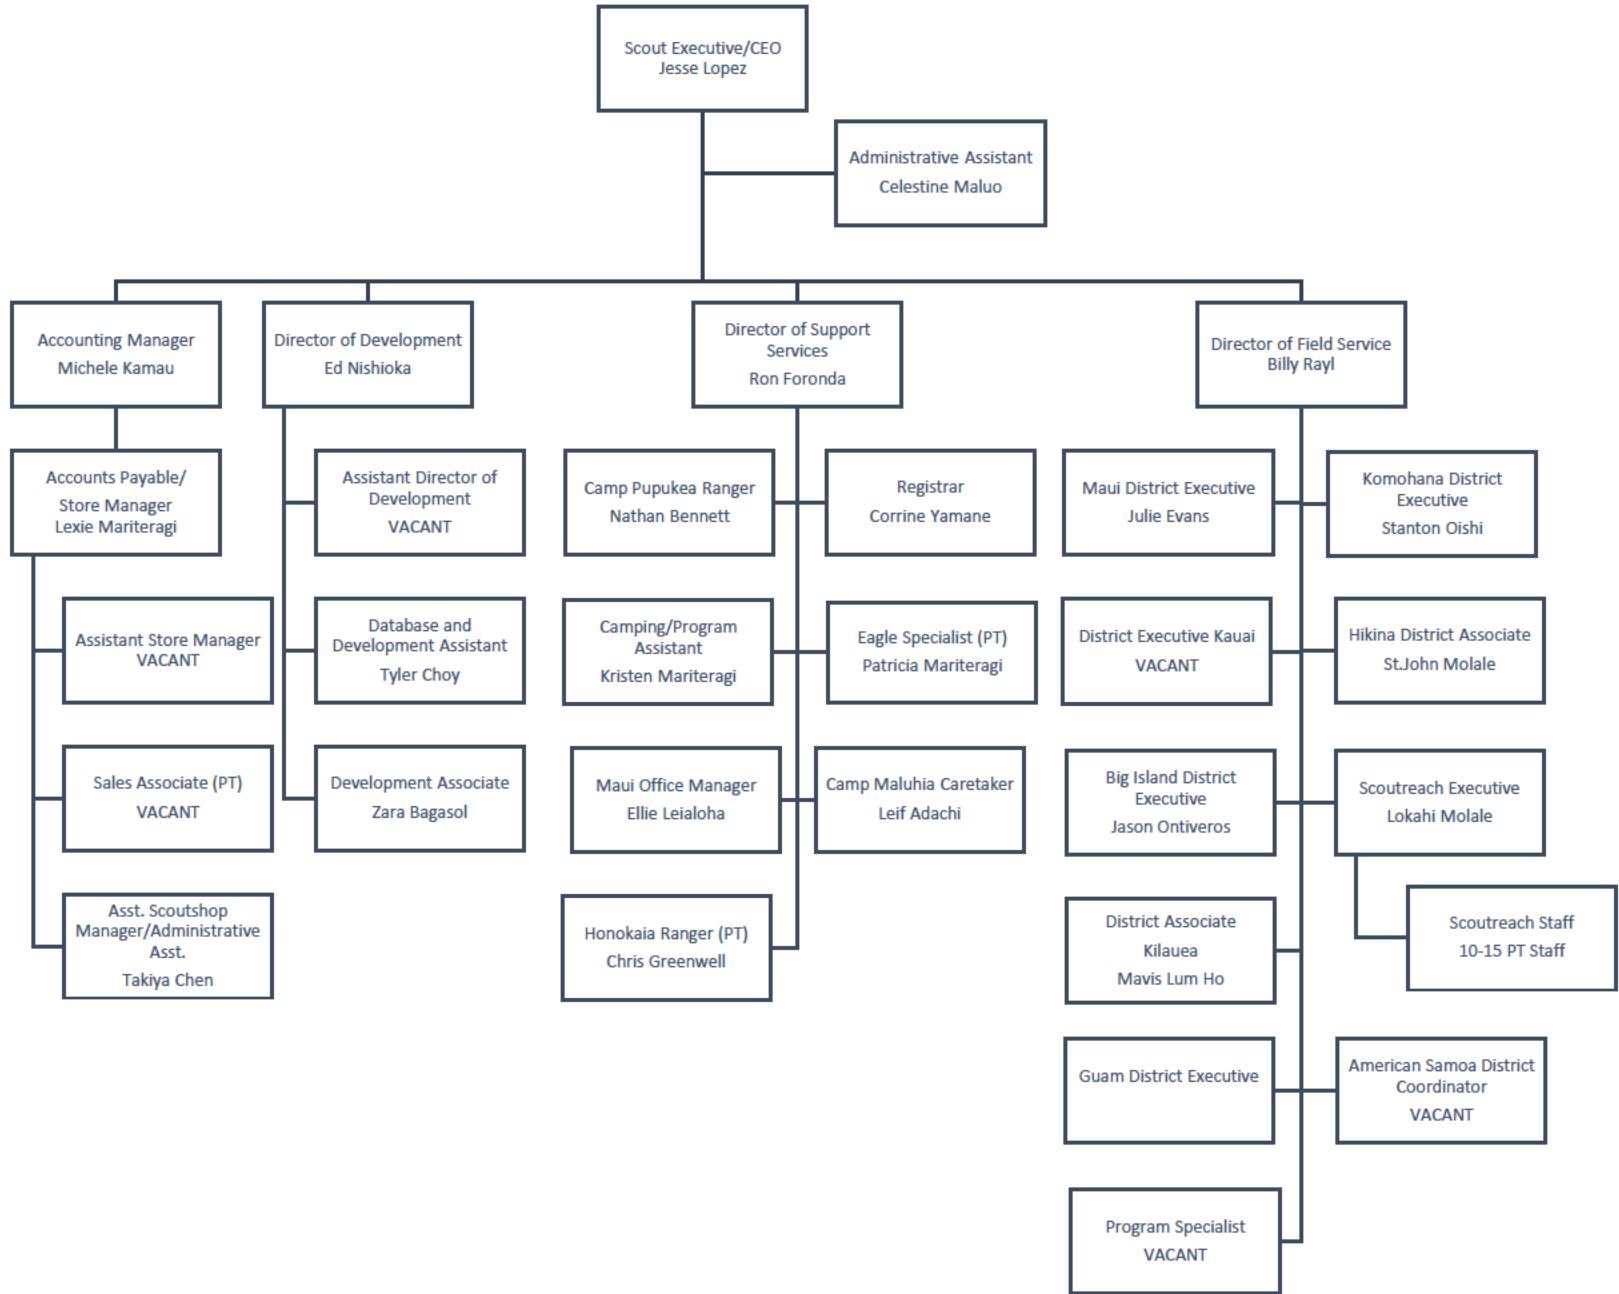 Scout Executive/CEO
Jesse Lopez
Administrative Assistant
Celestine Maluo
Accounting Manager
Michele Kamau
Director of Development
Ed Nishioka
Director of Support
Services
Ron Foronda
Director of Field Service
Billy Rayl
Accounts Payable/
Store Manager
Lexie Mariteragi
Assistant Director of
Development
VACANT
Camp Pupukea Ranger
Nathan Bennett
Registrar
Corrine Yamane
Maui District Executive
Julie Evans
Komohana District
Executive
Stanton Oishi
Assistant Store Manager
VACANT
Database and
Development Assistant
Tyler Choy
Camping/Program
Assistant
Kristen Mariteragi
Eagle Specialist (PT)
Patricia Mariteragi
District Executive Kauai
VACANT
Hikina District Associate
St.John Molale
Sales Associate (PT)
VACANT
Development Associate
Zara Bagasol
Maui Office Manager
Ellie Leialoha
Camp Maluhia Caretaker
Leif Adachi
Big Island District
Executive
Jason Ontiveros
Scoutreach Executive
Lokahi Molale
Asst. Scoutshop
Manager/Administrative
Asst.
Takiya Chen
Honokaia Ranger (PT)
Chris Greenwell
District Associate
Kilauea
Mavis Lum Ho
Scoutreach Staff
10-15 PT Staff
Guam District Executive
American Samoa District
Coordinator
VACANT
Program Specialist
VACANT